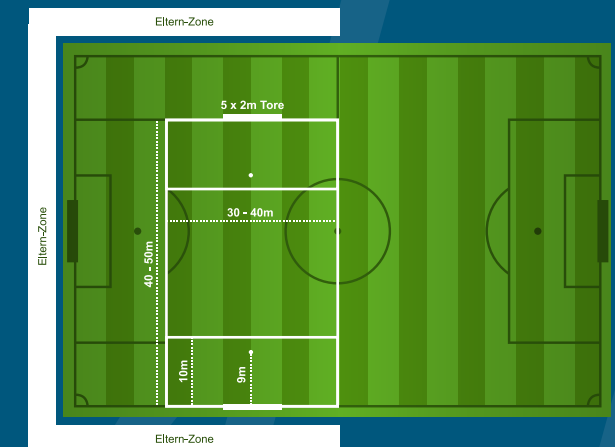 Eltern-Zone
5 x 2m Tore
30 - 40m
Eltern-Zone
40 - 50m
10m
9m
Eltern-Zone